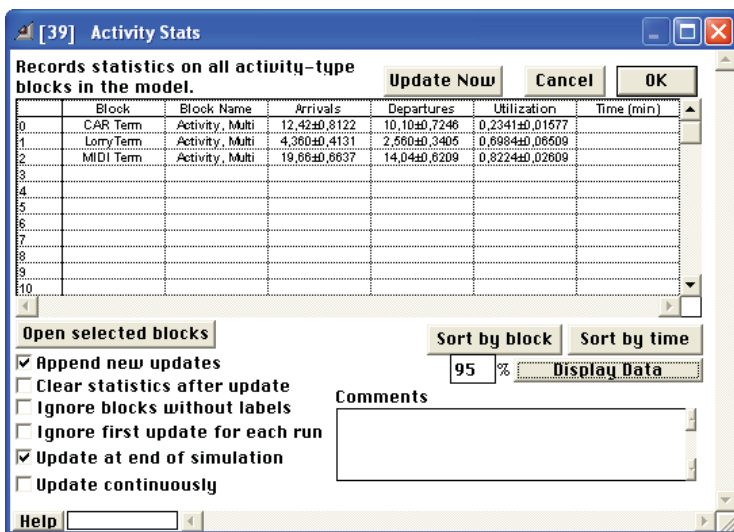 [39] Activity Stats
Records statistics on all activity-type
blocks in the model.
Update Now Cancel OK
Block Block Name Arrivals Departures Utilization Time (min)
0 CAR Term Activity, Multi 12,42±0,8122 10,10±0,7246 0,2341±0,01577
1 LorryTerm Activity, Multi 4,360±0,4131 2,560±0,3405 0,6984±0,06509
2 MIDI Term Activity, Multi 19,66±0,6637 14,04±0,6209 0,8224±0,02609
3
4
5
6
7
8
9
10
Open selected blocks
Sort by block Sort by time
Append new updates
95 % Display Data
Clear statistics after update
Comments
Ignore blocks without labels
Ignore first update for each run
Update at end of simulation
Update continuously
Help